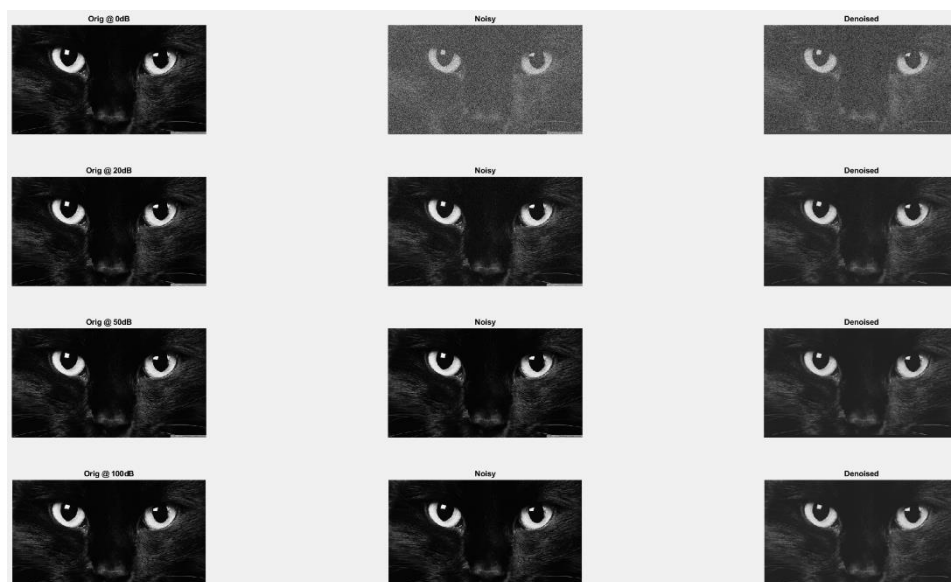 Orig @ 0dB
Noisy
Denoised
Orig @ 20dB
Noisy
Denoised
Orig @ 50dB
Noisy
Denoised
Orig @ 100dB
Noisy
Denoised